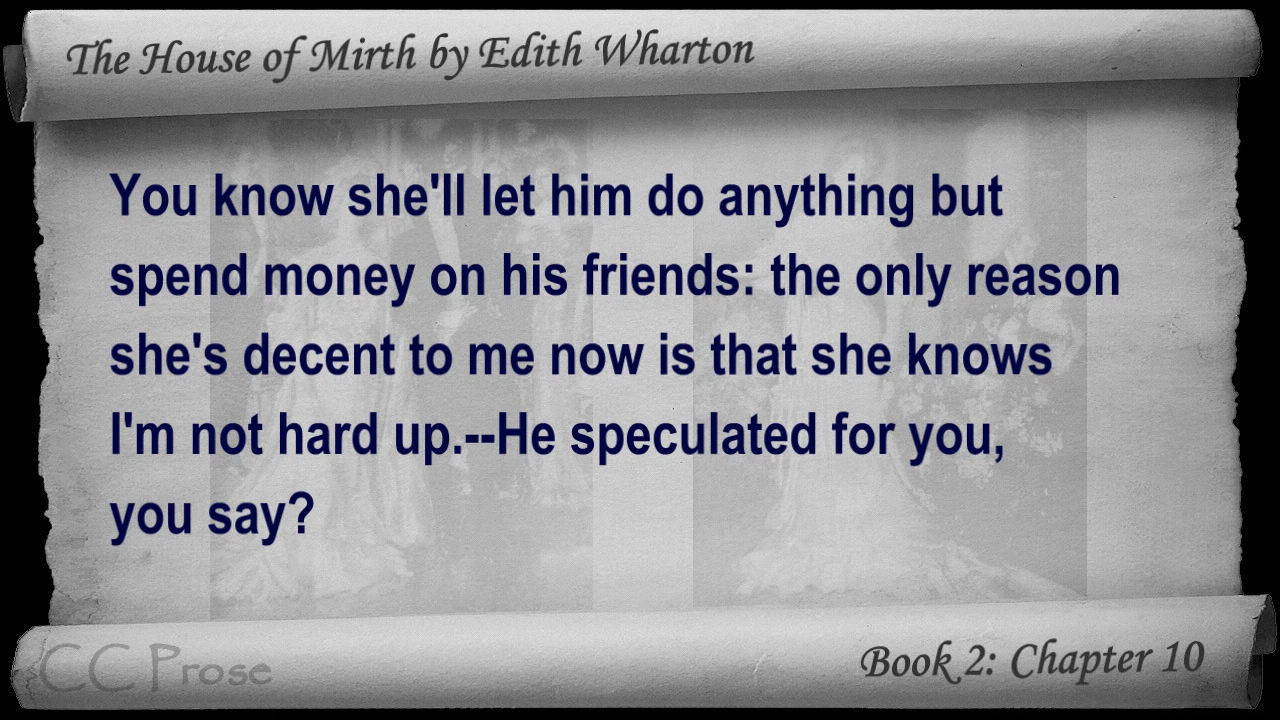 The House of Mirth by Edith Wharton
You know she'll let him do anything but
spend money on his friends: the only reason
she's decent to me now is that she knows
I'm not hard up.--He speculated for you,
you say?
CC Prose
Book 2: Chapter 10